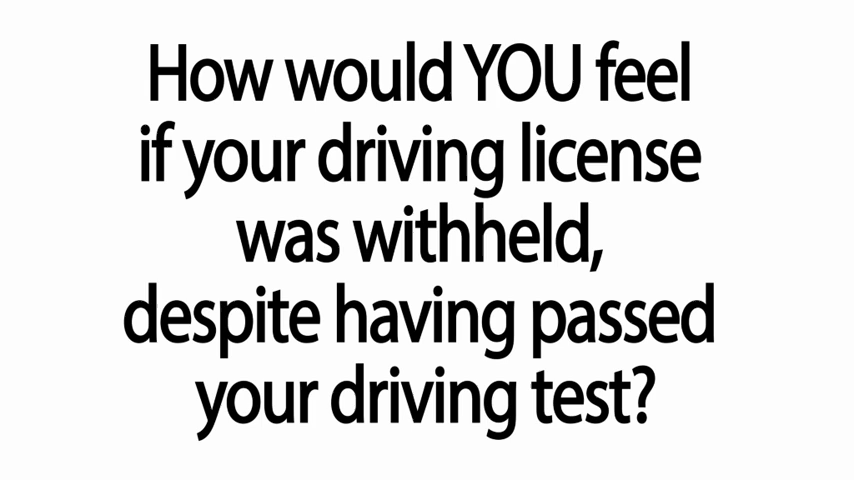 How would YOU feel
if your driving license
was withheld,
despite having passed
your driving test?